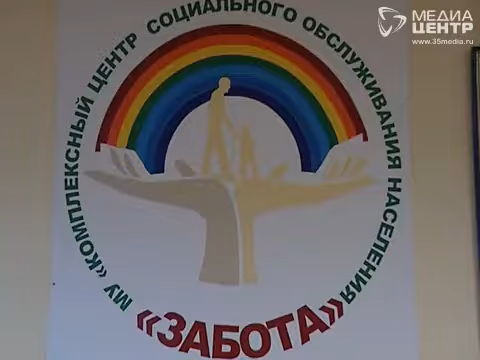 МУ «КОМПЛЕКСНЫЙ ЦЕНТР СОЦИАЛЬНОГО ОБСЛУЖИВАНИЯ НАСЕЛЕНИЯ
«ЗАБОТА»
МЕДИА
ЦЕНТР
www.35media.ru